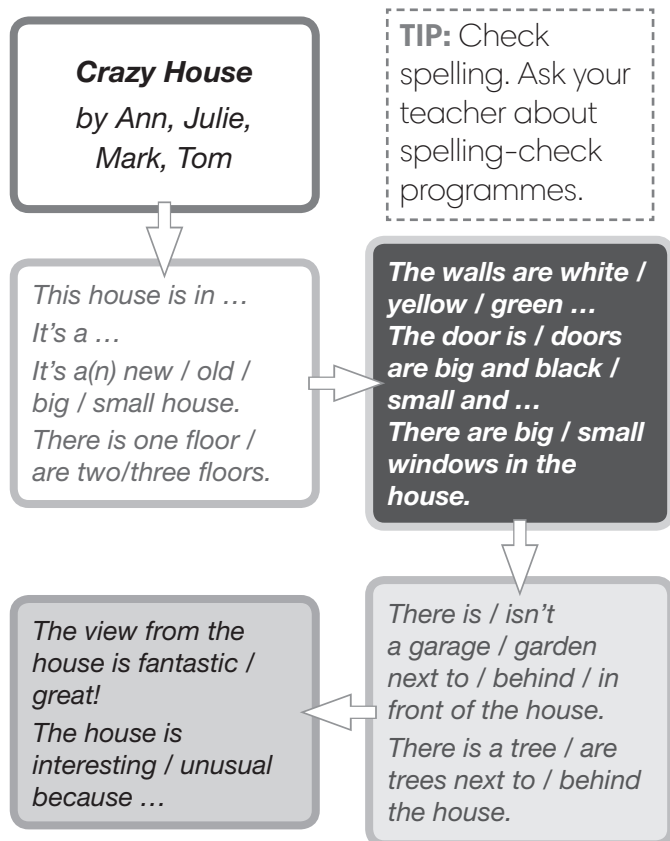 Crazy House
by Ann, Julie,
Mark, Tom
TIP: Check
spelling. Ask your
teacher about
spelling-check
programmes.
This house is in …
It's a …
It's a(n) new / old /
big / small house.
There is one floor /
are two/three floors.
The walls are white /
yellow / green …
The door is / doors
are big and black /
small and …
There are big / small
windows in the
house.
There is / isn't
a garage / garden
next to / behind / in
front of the house.
There is a tree / are
trees next to / behind
the house.
The view from the
house is fantastic /
great!
The house is
interesting / unusual
because …